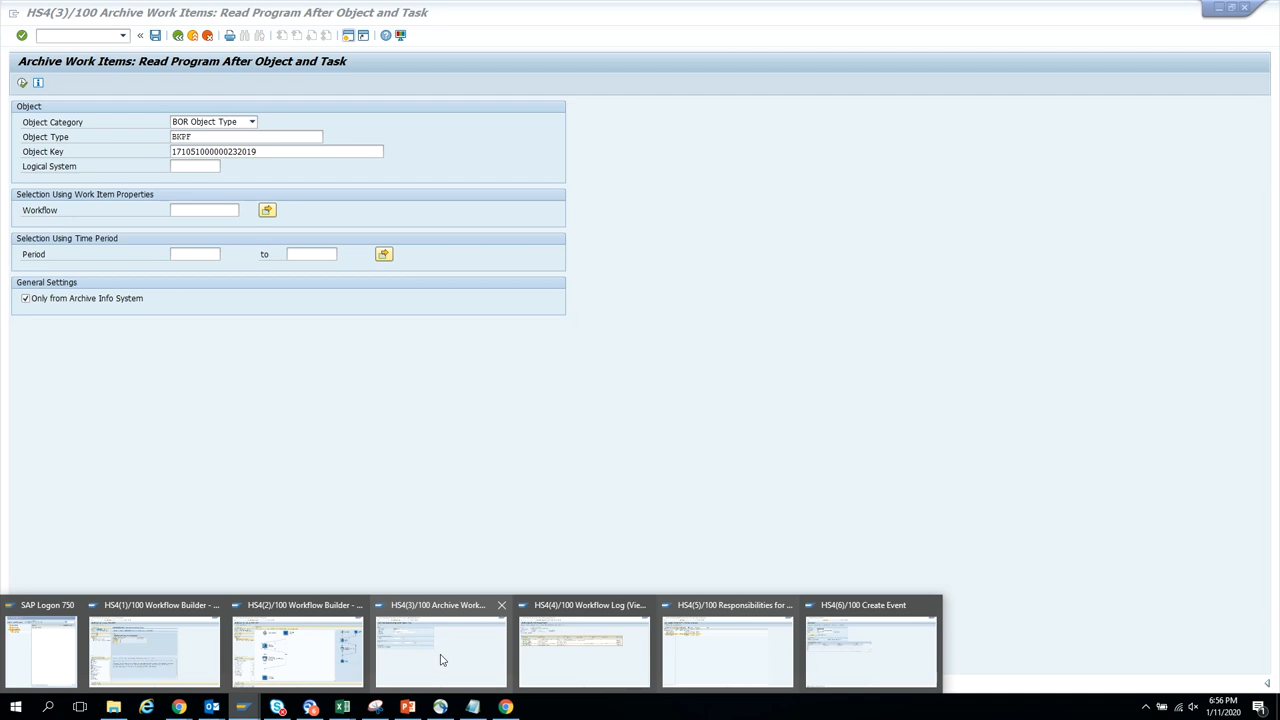 HS4(3)/100 Archive Work Items: Read Program After Object and Task
Archive Work Items: Read Program After Object and Task
Object
Object Category BOR Object Type
Object Type BKPF
Object Key 171051000000232019
Logical System
Selection Using Work Item Properties
Workflow
Selection Using Time Period
Period to
General Settings
Only from Archive Info System
SAP Logon 750 HS4(1)/100 Workflow Builder - ... HS4(2)/100 Workflow Builder - ... HS4(3)/100 Archive Work... HS4(4)/100 Workflow Log (Vie... HS4(5)/100 Responsibilities for ... HS4(6)/100 Create Event
6:56 PM
1/11/2020